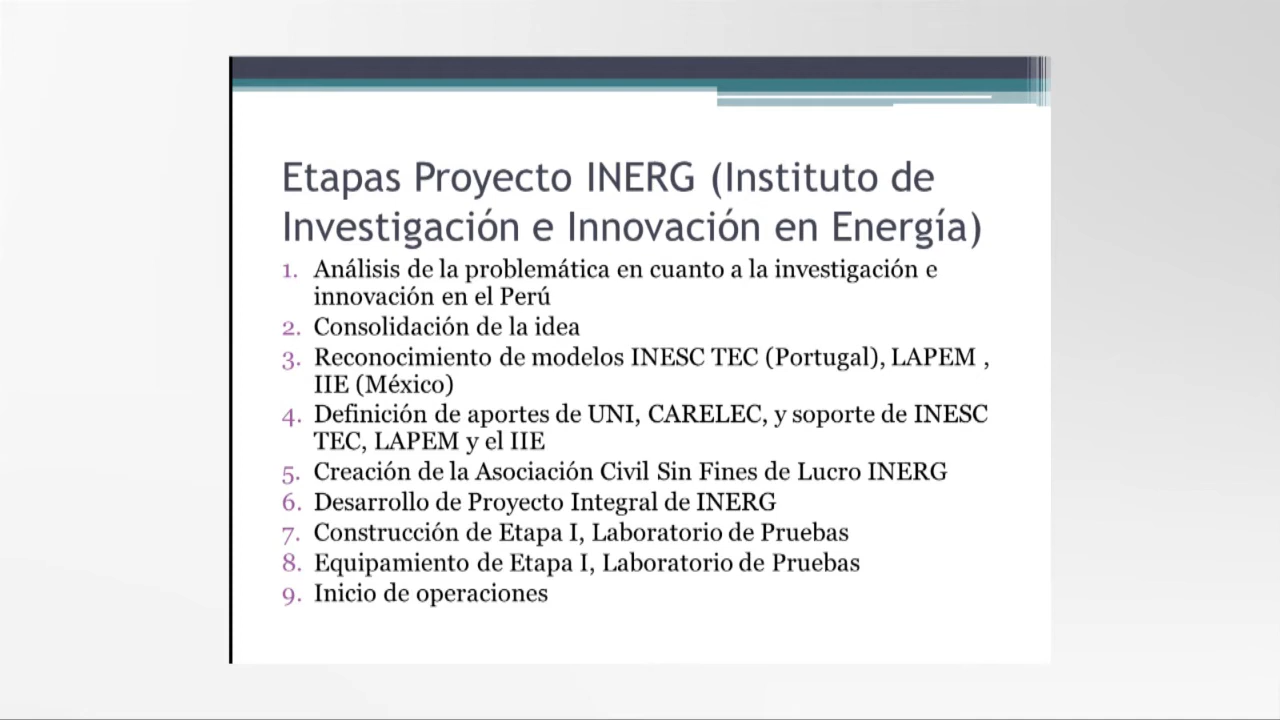 Etapas Proyecto INERG (Instituto de
Investigación e Innovación en Energía)
1. Análisis de la problemática en cuanto a la investigación e
innovación en el Perú
2. Consolidación de la idea
3. Reconocimiento de modelos INESC TEC (Portugal), LAPEM ,
IIE (México)
4. Definición de aportes de UNI, CARELEC, y soporte de INESC
TEC, LAPEM y el IIE
5. Creación de la Asociación Civil Sin Fines de Lucro INERG
6. Desarrollo de Proyecto Integral de INERG
7. Construcción de Etapa I, Laboratorio de Pruebas
8. Equipamiento de Etapa I, Laboratorio de Pruebas
9. Inicio de operaciones